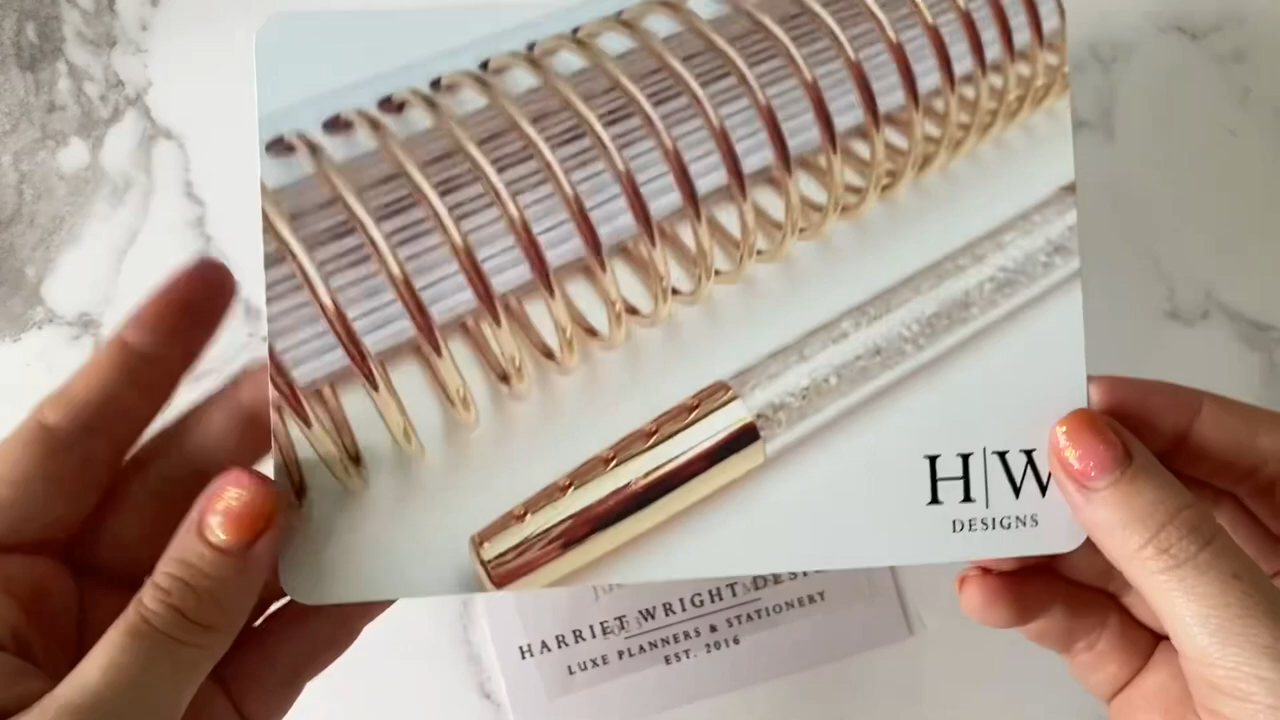 H|W
DESIGNS
HARRIET WRIGHT DESI
LUXE PLANNERS & STATIONERY
EST. 2016